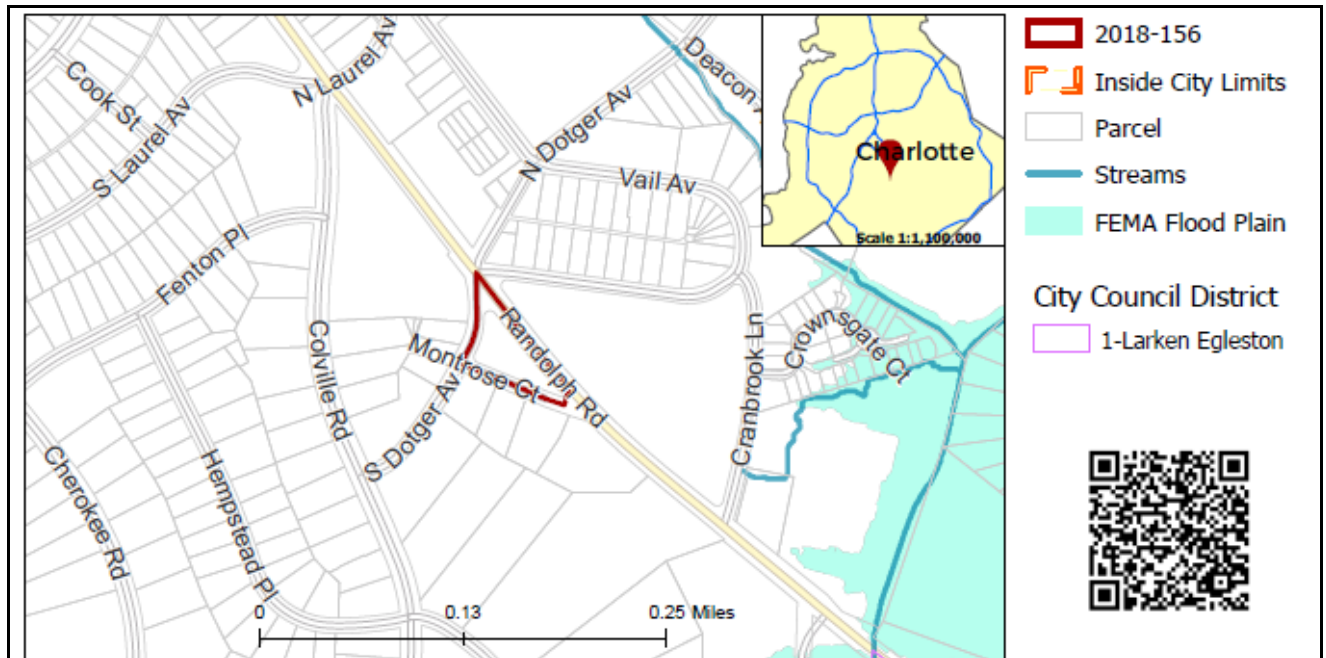 Cook St
S Laurel Av
N Laurel Av
N Dotger Av
Deacon
Vail Av
Fenton Pl
Colville Rd
Randolph Rd
Montrose Ct
S Dotger Av
Cranbrook Ln
Crownsgate Ct
Hempstead Pl
Cherokee Rd
0
0.13
0.25 Miles
Charlotte
Scale 1:1,100,000
2018-156
Inside City Limits
Parcel
Streams
FEMA Flood Plain
City Council District
1-Larken Egleston